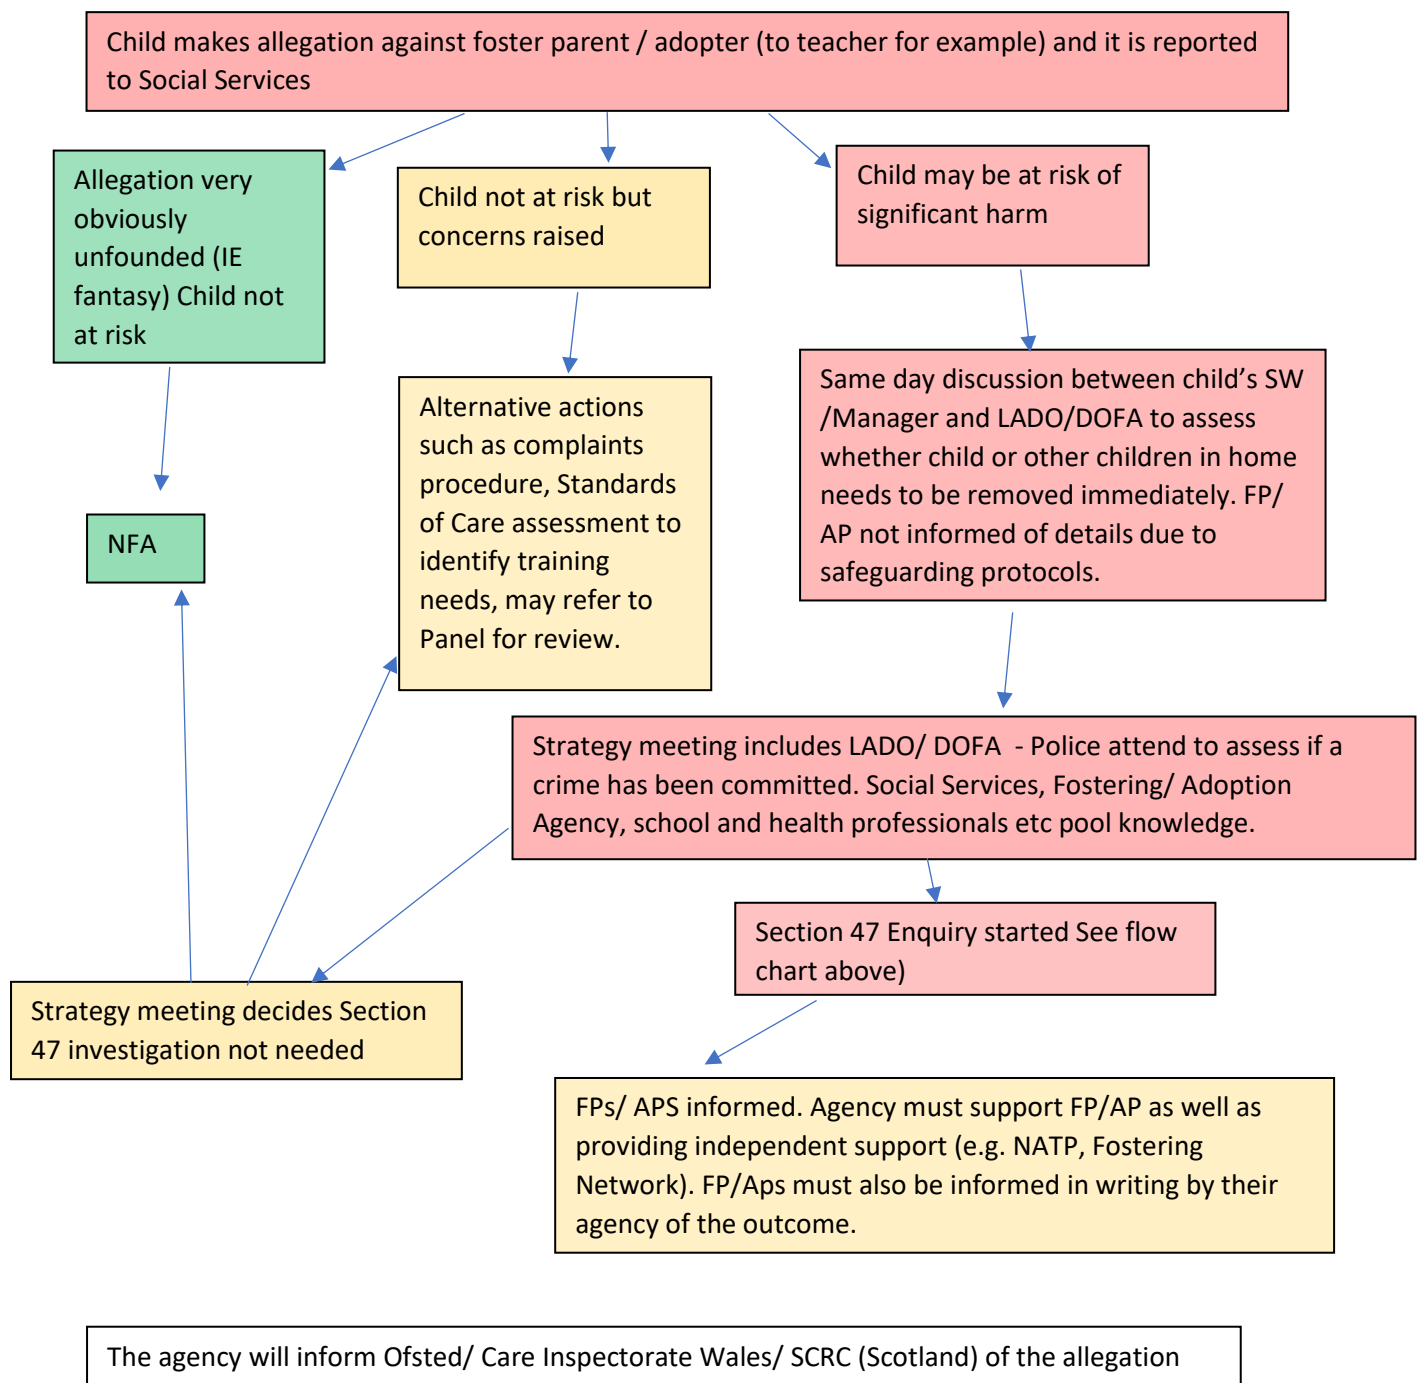 Child makes allegation against foster parent / adopter (to teacher for example) and it is reported
to Social Services
Allegation very
obviously
unfounded (IE
fantasy) Child not
at risk
Child not at risk but
concerns raised
Child may be at risk of
significant harm
NFA
Alternative actions
such as complaints
procedure, Standards
of Care assessment to
identify training
needs, may refer to
Panel for review.
Same day discussion between child’s SW
/Manager and LADO/DOFA to assess
whether child or other children in home
needs to be removed immediately. FP/
AP not informed of details due to
safeguarding protocols.
Strategy meeting includes LADO/ DOFA  - Police attend to assess if a
crime has been committed. Social Services, Fostering/ Adoption
Agency, school and health professionals etc pool knowledge.
Section 47 Enquiry started See flow
chart above)
Strategy meeting decides Section
47 investigation not needed
FPs/ APS informed. Agency must support FP/AP as well as
providing independent support (e.g. NATP, Fostering
Network). FP/Aps must also be informed in writing by their
agency of the outcome.
The agency will inform Ofsted/ Care Inspectorate Wales/ SCRC (Scotland) of the allegation